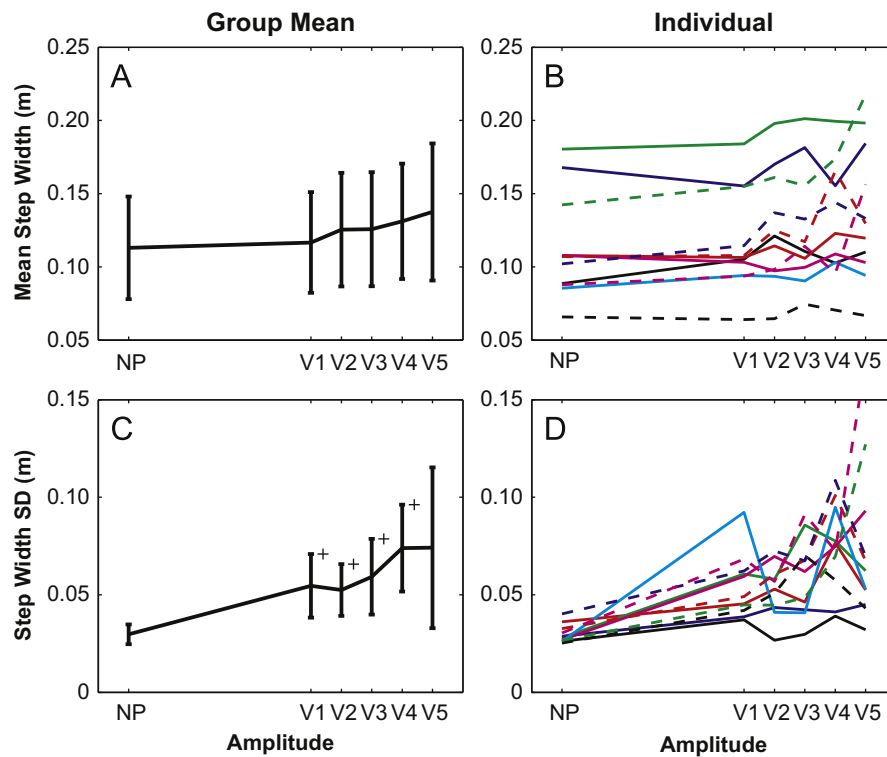 Group Mean
Individual
A
B
Mean Step Width (m)
0.25
0.20
0.15
0.10
0.05
NP
V1 V2 V3 V4 V5
0.25
0.20
0.15
0.10
0.05
NP
V1 V2 V3 V4 V5
C
D
Step Width SD (m)
0.15
0.10
0.05
0
+ + + +
NP
V1 V2 V3 V4 V5
Amplitude
0.15
0.10
0.05
0
NP
V1 V2 V3 V4 V5
Amplitude